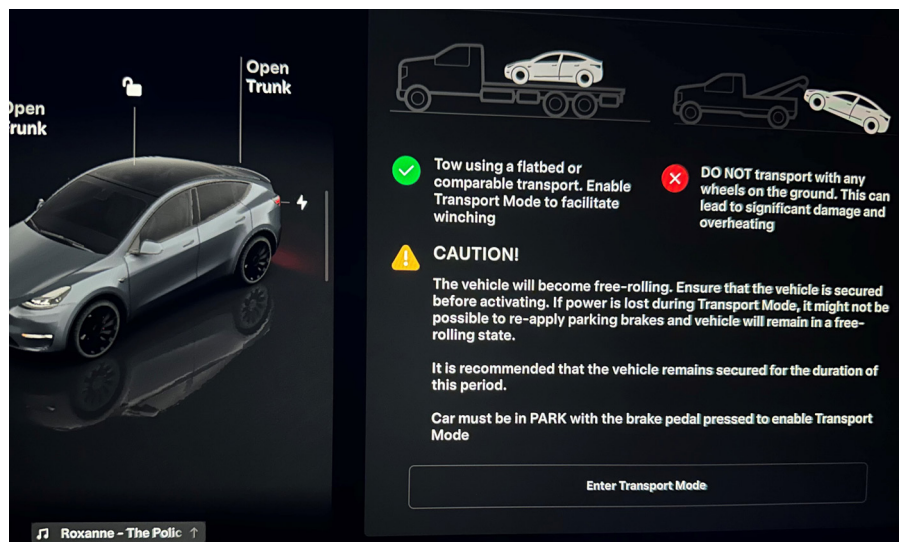 Open
Trunk
Open
Trunk
Tow using a flatbed or
comparable transport. Enable
Transport Mode to facilitate
winching
DO NOT transport with any
wheels on the ground. This can
lead to significant damage and
overheating
CAUTION!
The vehicle will become free-rolling. Ensure that the vehicle is secured
before activating. If power is lost during Transport Mode, it might not be
possible to re-apply parking brakes and vehicle will remain in a free-
rolling state.
It is recommended that the vehicle remains secured for the duration of
this period.
Car must be in PARK with the brake pedal pressed to enable Transport
Mode
Enter Transport Mode
Roxanne - The Polic